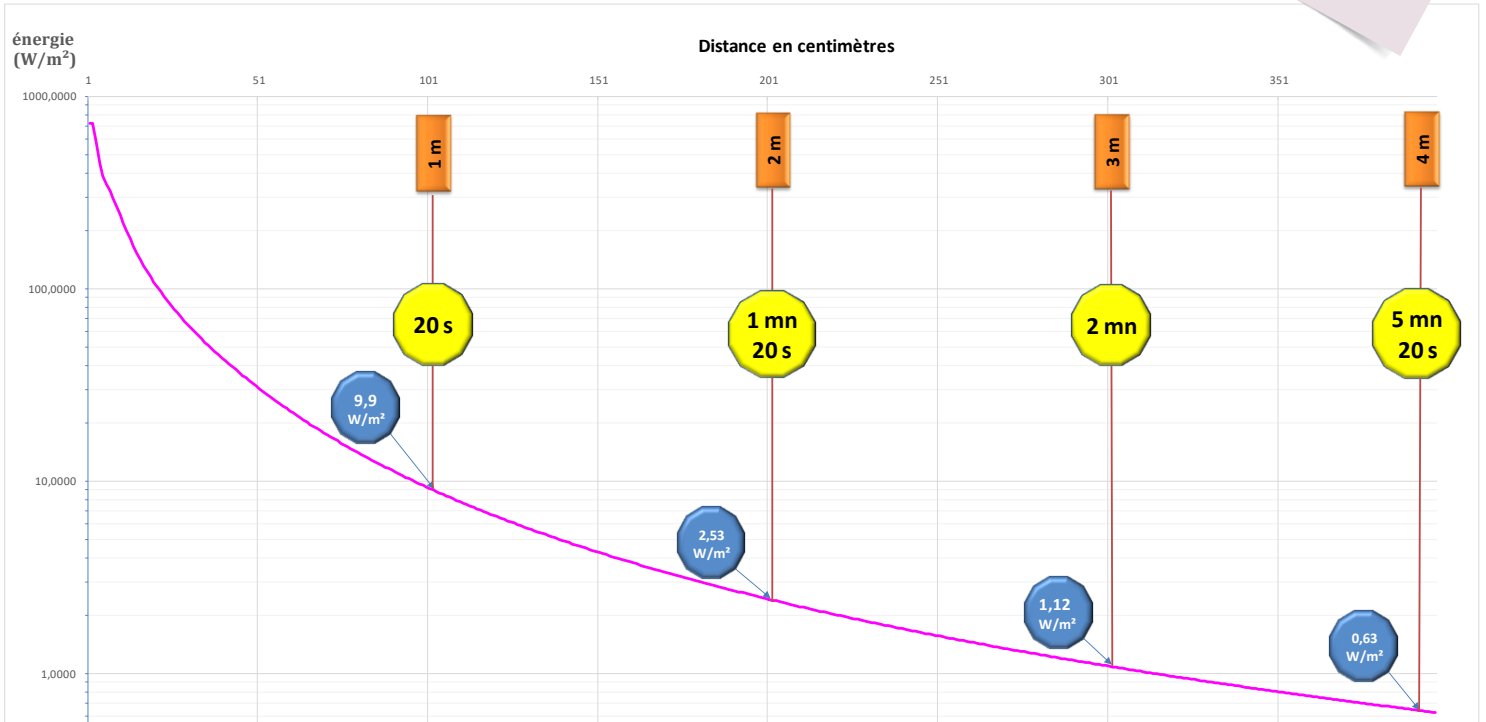 énergie
(W/m²)
Distance en centimètres
1 51 101 151 201 251 301 351
1000,0000
100,0000
10,0000
1,0000
1 m
2 m
3 m
4 m
20 s
1 mn
20 s
2 mn
5 mn
20 s
9,9
W/m²
2,53
W/m²
1,12
W/m²
0,63
W/m²